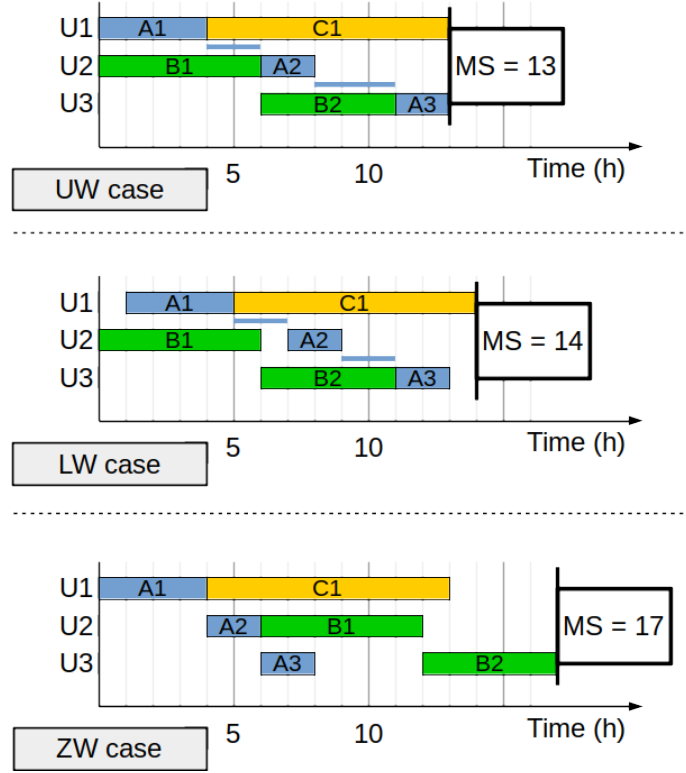 U1 A1 C1
U2 B1 A2 MS = 13
U3 B2 A3
5 10 Time (h)
UW case
U1 A1 C1
U2 B1 A2 MS = 14
U3 B2 A3
5 10 Time (h)
LW case
U1 A1 C1
U2 A2 B1 MS = 17
U3 A3 B2
5 10 Time (h)
ZW case